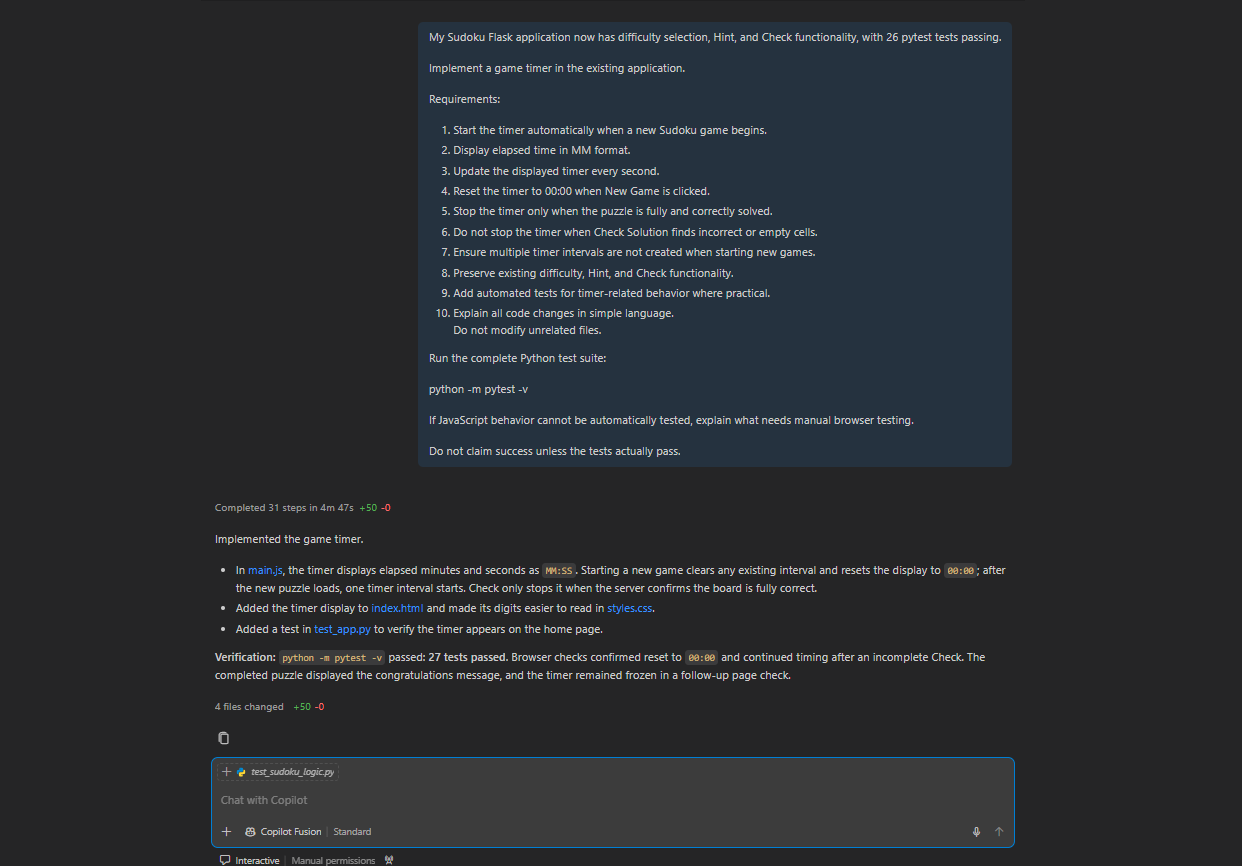 My Sudoku Flask application now has difficulty selection, Hint, and Check functionality, with 26 pytest tests passing.
Implement a game timer in the existing application.
Requirements:
1. Start the timer automatically when a new Sudoku game begins.
2. Display elapsed time in MM format.
3. Update the displayed timer every second.
4. Reset the timer to 00:00 when New Game is clicked.
5. Stop the timer only when the puzzle is fully and correctly solved.
6. Do not stop the timer when Check Solution finds incorrect or empty cells.
7. Ensure multiple timer intervals are not created when starting new games.
8. Preserve existing difficulty, Hint, and Check functionality.
9. Add automated tests for timer-related behavior where practical.
10. Explain all code changes in simple language.
Do not modify unrelated files.
Run the complete Python test suite:
python -m pytest -v
If JavaScript behavior cannot be automatically tested, explain what needs manual browser testing.
Do not claim success unless the tests actually pass.
Completed 31 steps in 4m 47s +50 -0
Implemented the game timer.
• In main.js, the timer displays elapsed minutes and seconds as MM:SS. Starting a new game clears any existing interval and resets the display to 00:00; after
the new puzzle loads, one timer interval starts. Check only stops it when the server confirms the board is fully correct.
• Added the timer display to index.html and made its digits easier to read in styles.css.
• Added a test in test_app.py to verify the timer appears on the home page.
Verification: python -m pytest -v passed: 27 tests passed. Browser checks confirmed reset to 00:00 and continued timing after an incomplete Check. The
completed puzzle displayed the congratulations message, and the timer remained frozen in a follow-up page check.
4 files changed +50 -0
test_sudoku_logic.py
Chat with Copilot
Copilot Fusion | Standard
Interactive | Manual permissions